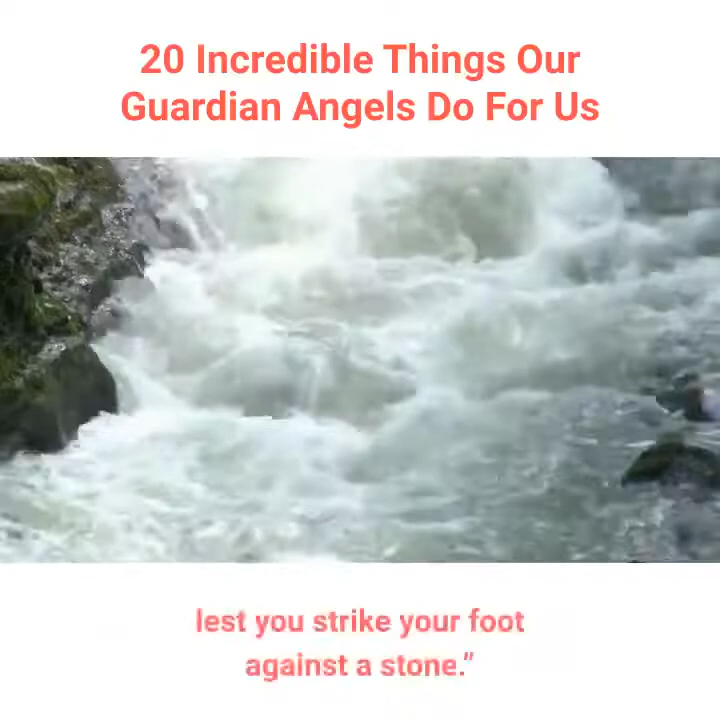 20 Incredible Things Our
Guardian Angels Do For Us
lest you strike your foot
against a stone.”